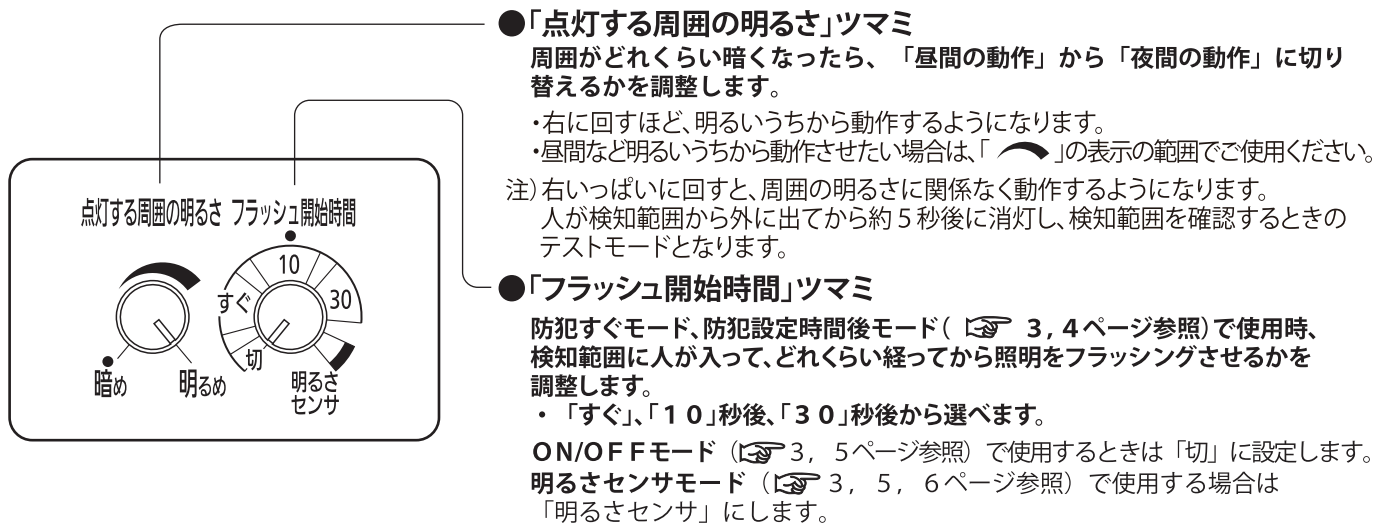 ●「点灯する周囲の明るさ」ツマミ
周囲がどれくらい暗くなったら、「昼間の動作」から「夜間の動作」に切り
替えるかを調整します。
・右に回すほど、明るいうちから動作するようになります。
・昼間など明るいうちから動作させたい場合は、「 」の表示の範囲でご使用ください。
注)右いっぱいに回すと、周囲の明るさに関係なく動作するようになります。
人が検知範囲から外に出てから約5秒後に消灯し、検知範囲を確認するときの
テストモードとなります。
点灯する周囲の明るさ フラッシュ開始時間
10
すぐ
30
切
暗め
明るめ
明るさ
センサ
●「フラッシュ開始時間」ツマミ
防犯すぐモード、防犯設定時間後モード( ☞ 3,4ページ参照)で使用時、
検知範囲に人が入って、どれくらい経ってから照明をフラッシングさせるかを
調整します。
・「すぐ」、「10」秒後、「30」秒後から選べます。
ON/OFFモード(☞3, 5ページ参照)で使用するときは「切」に設定します。
明るさセンサモード(☞3, 5, 6ページ参照)で使用する場合は
「明るさセンサ」にします。